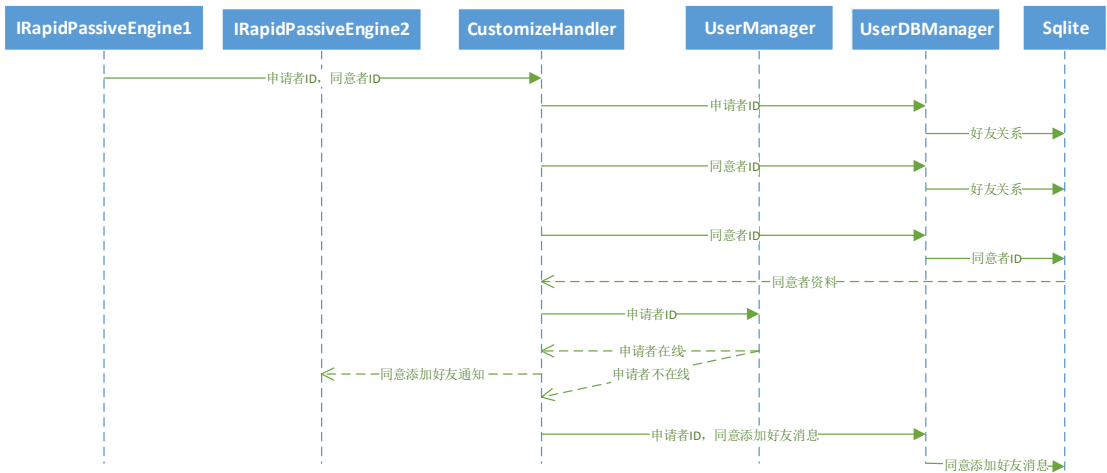 IRapidPassiveEngine1
IRapidPassiveEngine2
CustomizeHandler
UserManager
UserDBManager
Sqlite
申请者ID，同意者ID
申请者ID
好友关系
同意者ID
好友关系
同意者ID
同意者ID
同意者资料
申请者ID
申请者在线
同意添加好友通知
申请者不在线
申请者ID，同意添加好友消息
同意添加好友消息